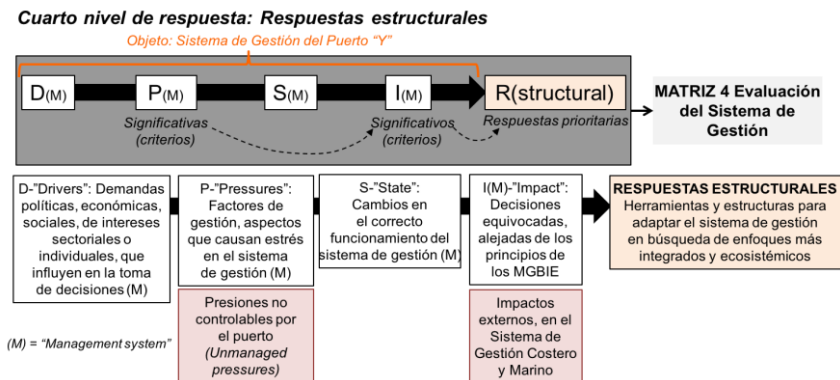 Cuarto nivel de respuesta: Respuestas estructurales
Objeto: Sistema de Gestión del Puerto “Y”
D(M)
P(M)
S(M)
I(M)
R(structural)
Significativas
(criterios)
Significativos
(criterios)
Respuestas prioritarias
MATRIZ 4 Evaluación
del Sistema de
Gestión
D-”Drivers”: Demandas
políticas, económicas,
sociales, de intereses
sectoriales o
individuales, que
influyen en la toma
de decisiones (M)
P-”Pressures”:
Factores de
gestión, aspectos
que causan estrés
en el sistema
de gestión (M)
S-”State”:
Cambios en
el correcto
funcionamiento del
sistema de gestión (M)
I(M)-”Impact”:
Decisiones
equivocadas,
alejadas de los
principios de
los MGBIE
RESPUESTAS ESTRUCTURALES
Herramientas y estructuras para
adaptar el sistema de gestión
en búsqueda de enfoques más
integrados y ecosistémicos
Presiones no
controlables por
el puerto
(Unmanaged
pressures)
Impactos
externos, en el
Sistema de
Gestión Costero
y Marino
(M) = “Management system”